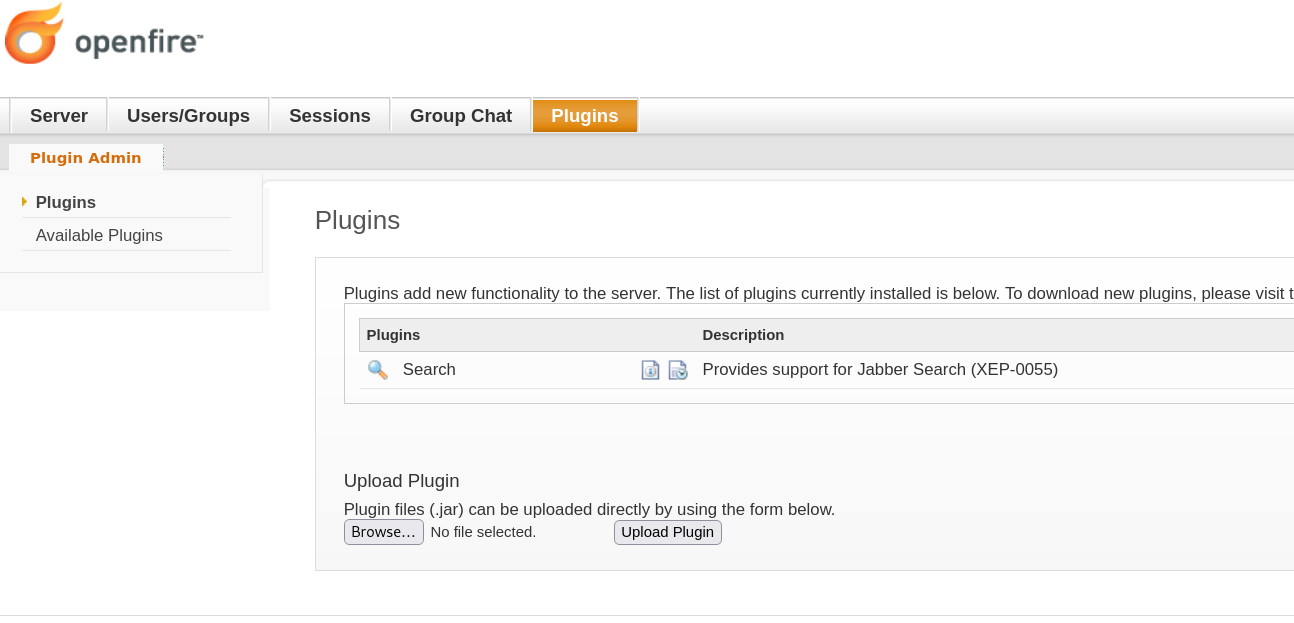 openfire™
Server Users/Groups Sessions Group Chat Plugins
Plugin Admin
Plugins
Available Plugins
Plugins
Plugins add new functionality to the server. The list of plugins currently installed is below. To download new plugins, please visit t
Plugins Description
Search Provides support for Jabber Search (XEP-0055)
Upload Plugin
Plugin files (.jar) can be uploaded directly by using the form below.
Browse... No file selected. Upload Plugin